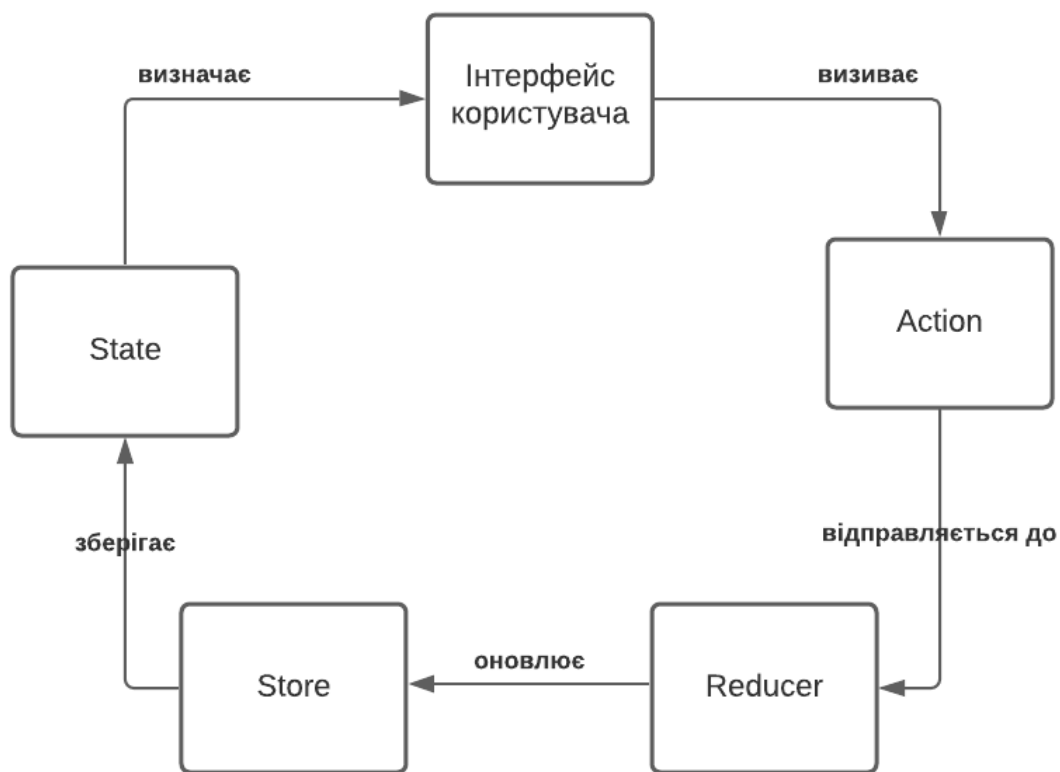 визначає
Інтерфейс
користувача
визиває
State
Action
зберігає
відправляється до
Store
оновлює
Reducer